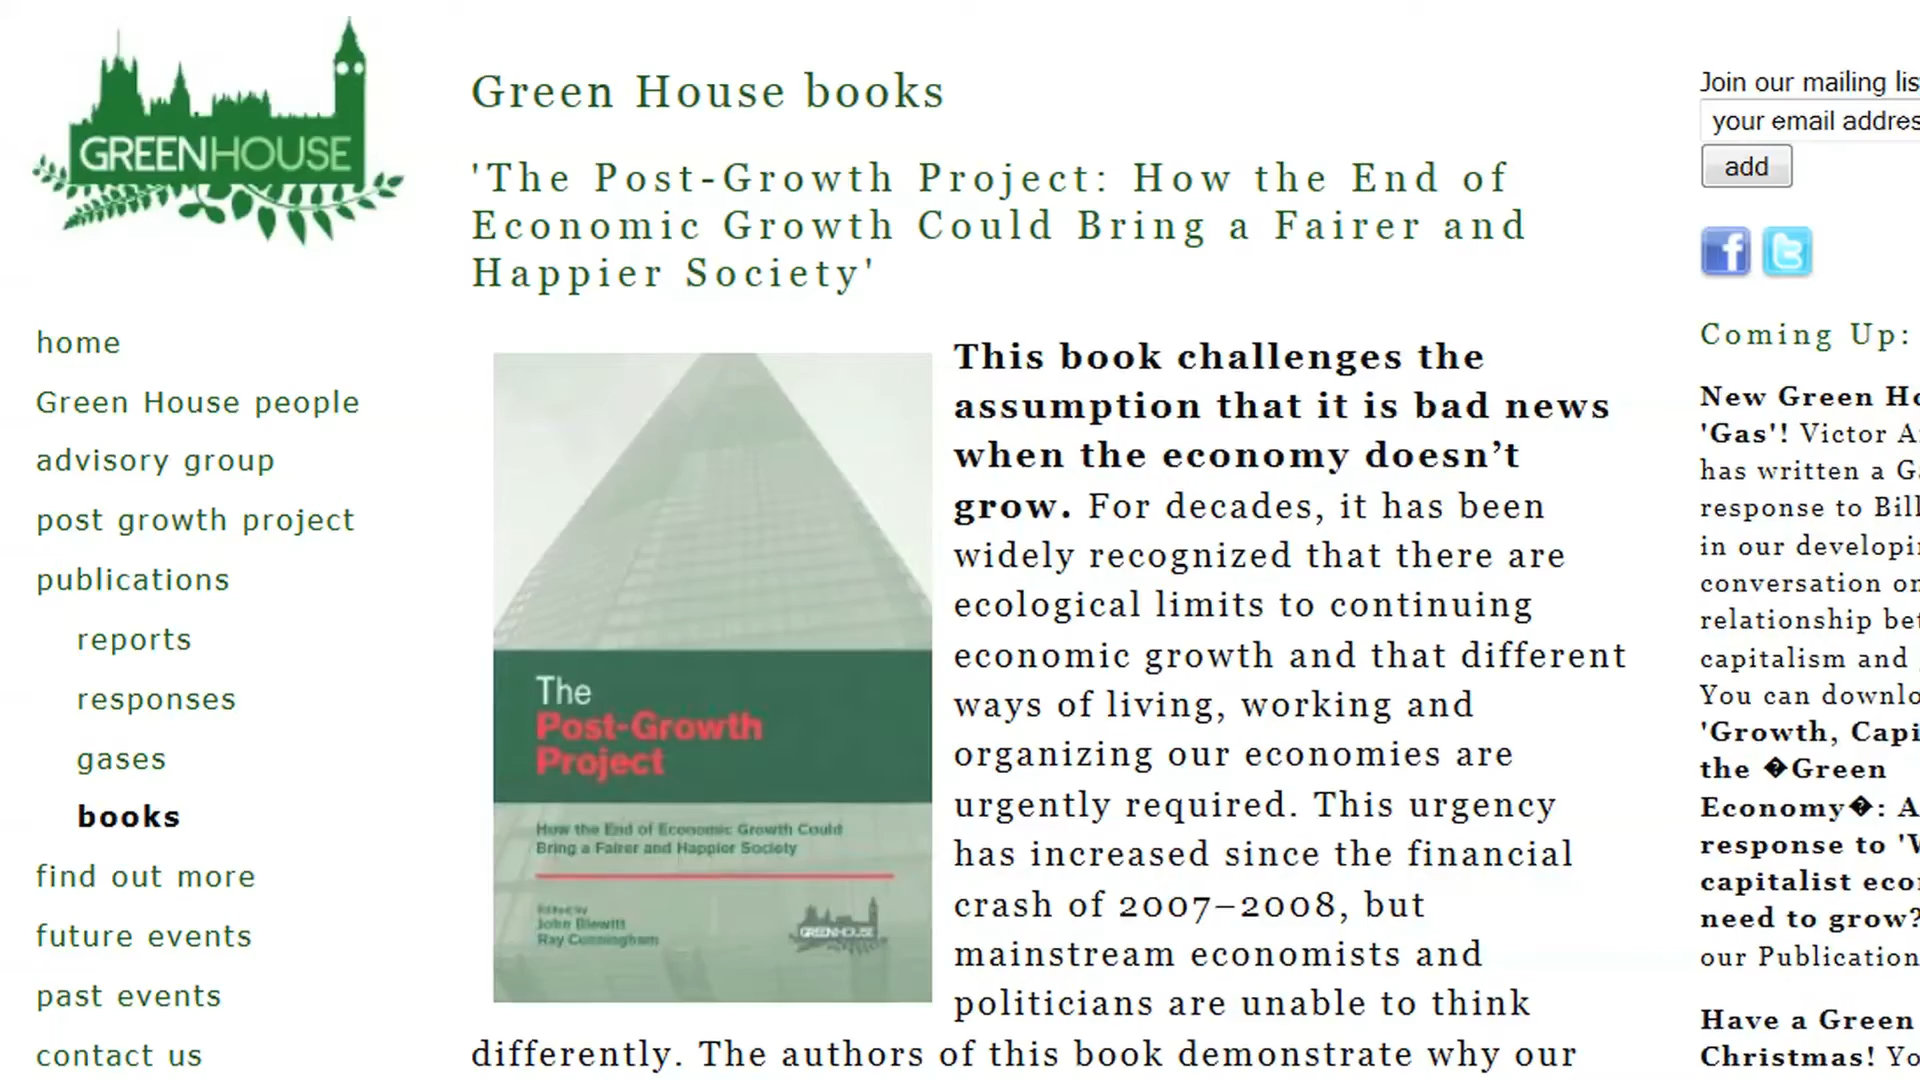 GREENHOUSE
home
Green House people
advisory group
post growth project
publications
reports
responses
gases
books
find out more
future events
past events
contact us
Green House books
'The Post-Growth Project: How the End of
Economic Growth Could Bring a Fairer and
Happier Society'
The
Post-Growth
Project
How the End of Economic Growth Could
Bring a Fairer and Happier Society
Edited by
John Blewitt
Ray Cunningham
GREENHOUSE
This book challenges the
assumption that it is bad news
when the economy doesn’t
grow. For decades, it has been
widely recognized that there are
ecological limits to continuing
economic growth and that different
ways of living, working and
organizing our economies are
urgently required. This urgency
has increased since the financial
crash of 2007–2008, but
mainstream economists and
politicians are unable to think
differently. The authors of this book demonstrate why our
Join our mailing lis
your email addres
add
Coming Up:
New Green Ho
'Gas'! Victor A
has written a G
response to Bill
in our developi
conversation on
relationship bet
capitalism and
You can downlo
'Growth, Capi
the �Green
Economy�: A
response to 'W
capitalist eco
need to grow?
our Publication
Have a Green
Christmas! Yo